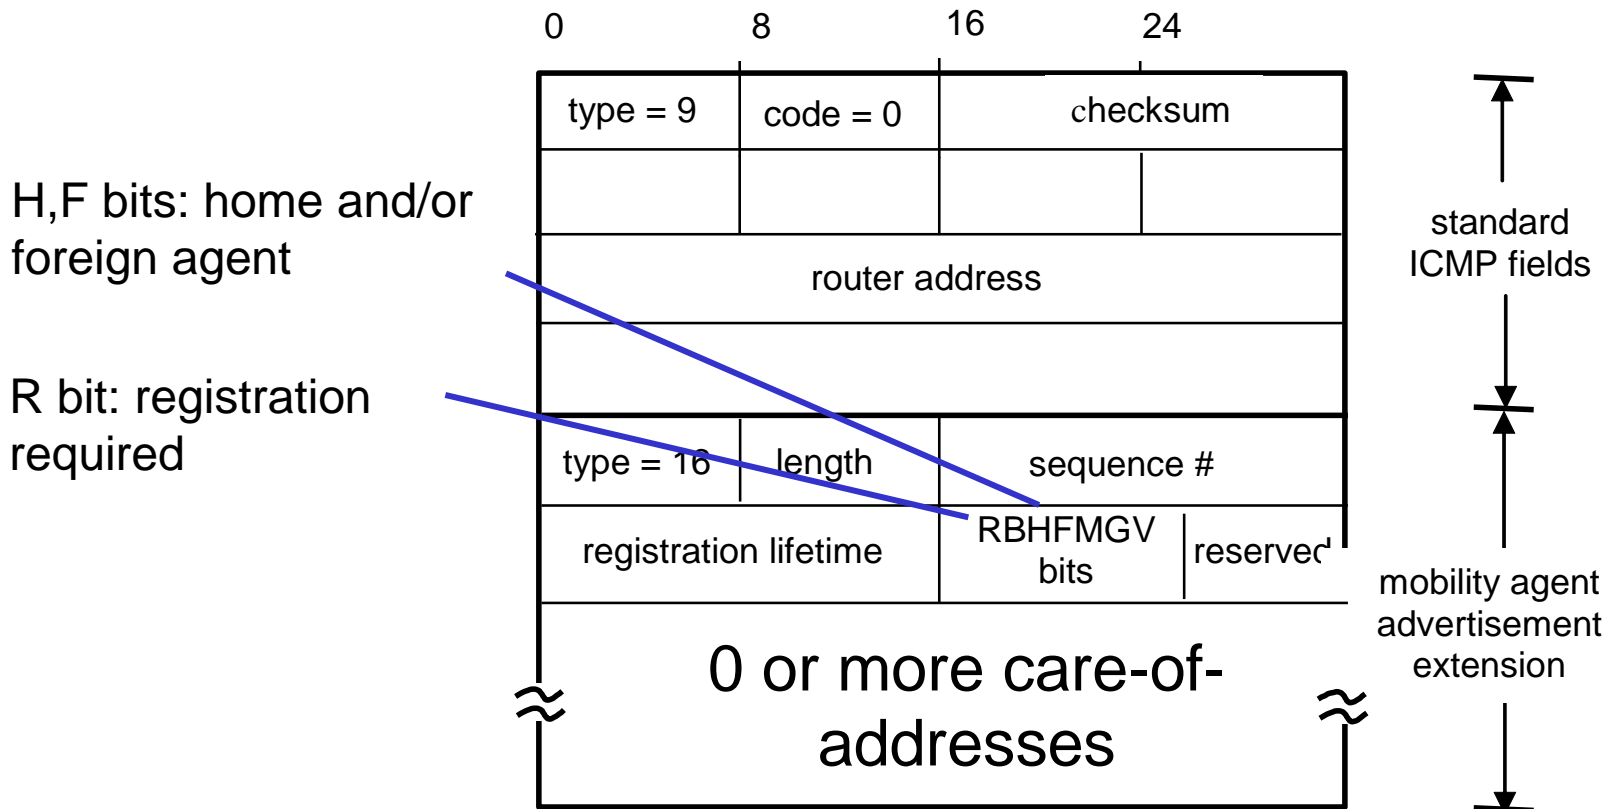 0 8 16 24
type = 9 code = 0 checksum
H,F bits: home and/or
foreign agent
router address
standard
ICMP fields
R bit: registration
required
type = 16 length sequence #
registration lifetime RBHFMGV
bits reserved
mobility agent
advertisement
extension
0 or more care-of-
addresses